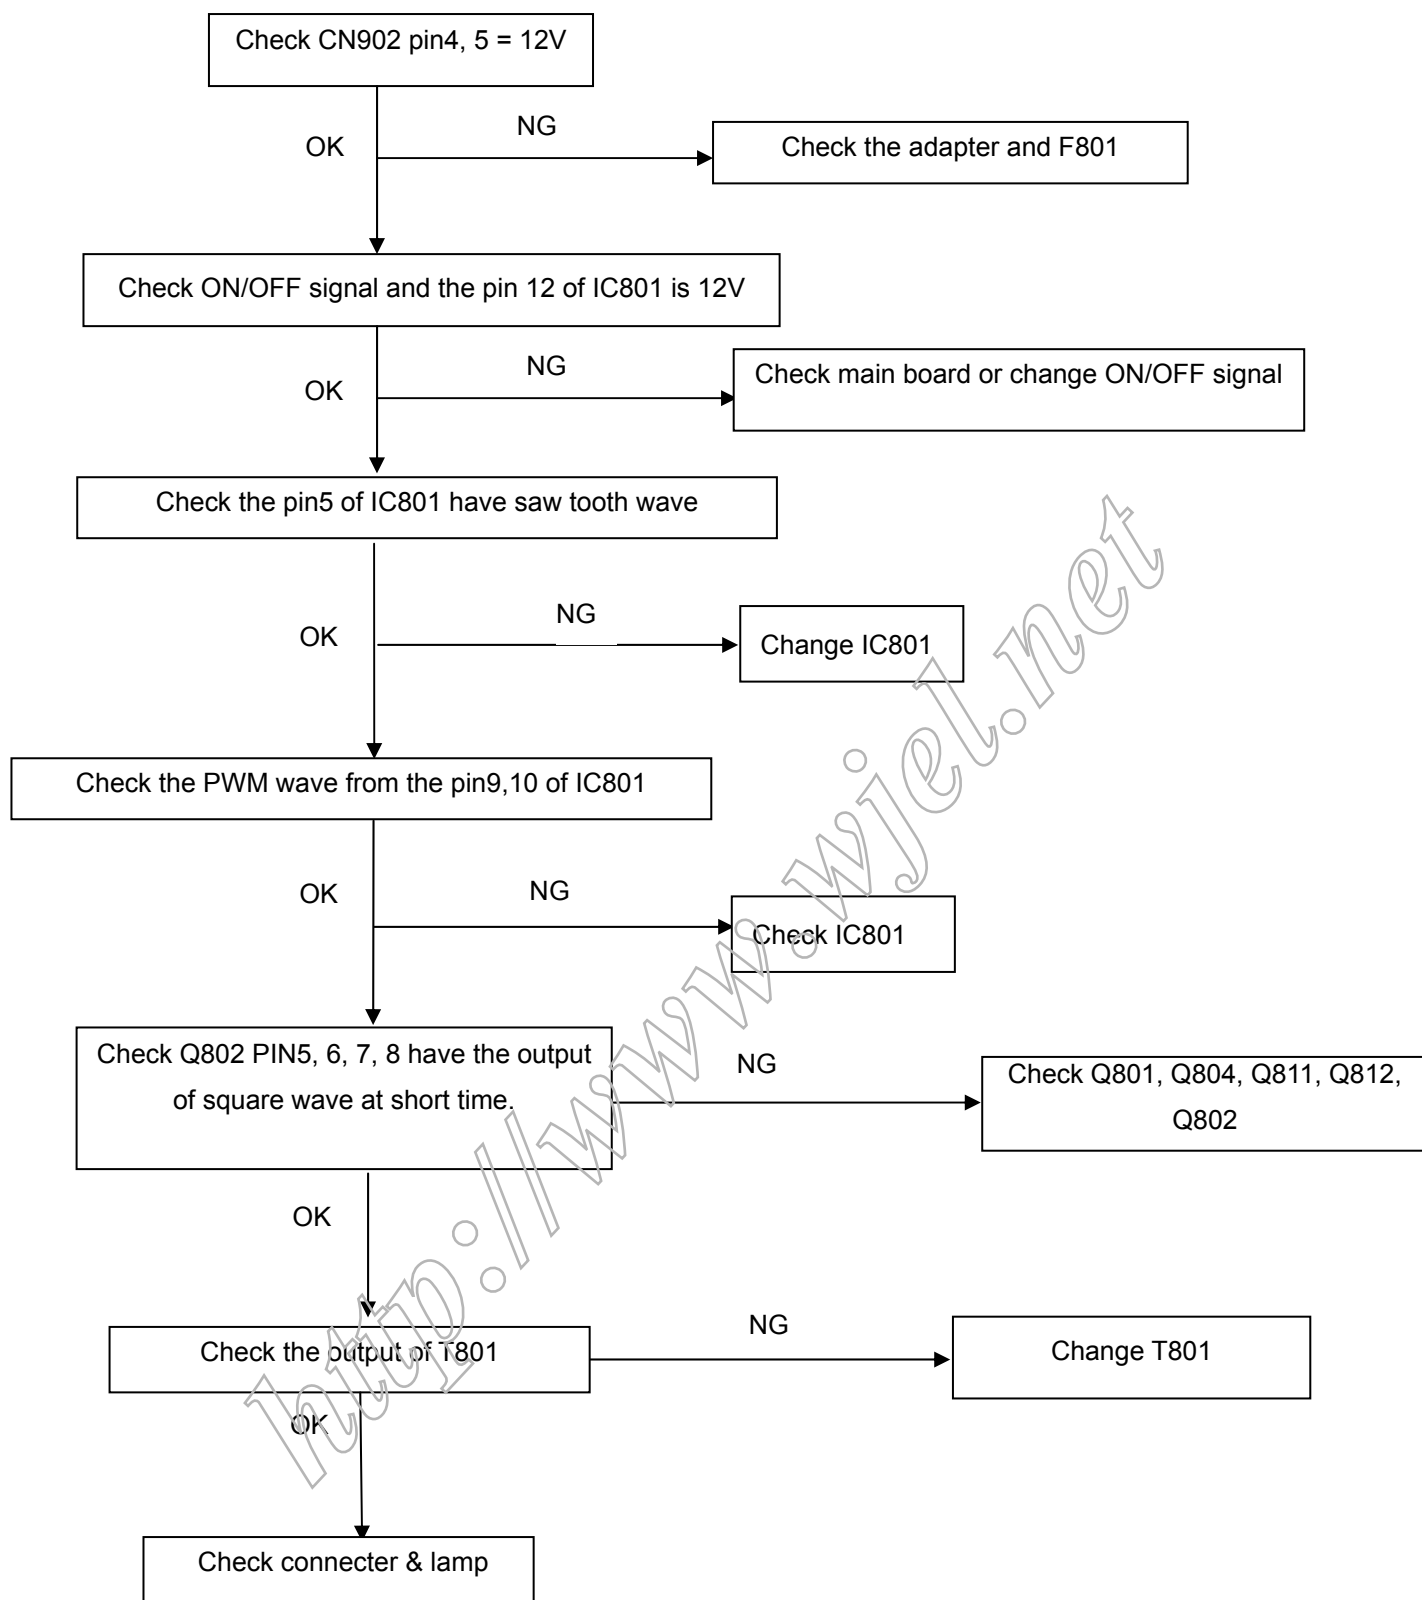 Check CN902 pin4, 5 = 12V
OK
NG
Check the adapter and F801
Check ON/OFF signal and the pin 12 of IC801 is 12V
OK
NG
Check main board or change ON/OFF signal
Check the pin5 of IC801 have saw tooth wave
OK
NG
Change IC801
Check the PWM wave from the pin9,10 of IC801
OK
NG
Check IC801
Check Q802 PIN5, 6, 7, 8 have the output
of square wave at short time.
NG
Check Q801, Q804, Q811, Q812,
Q802
OK
Check the output of T801
NG
Change T801
OK
Check connecter & lamp
http://www.wjel.net